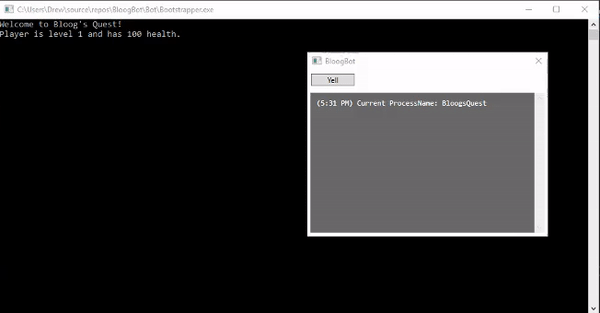 C:\Users\Drew\source\repos\BloogBot\Bot\Bootstrapper.exe
Welcome to Bloog's Quest!
Player is level 1 and has 100 health.
BloogBot
Yell
(5:31 PM) Current ProcessName: BloogsQuest